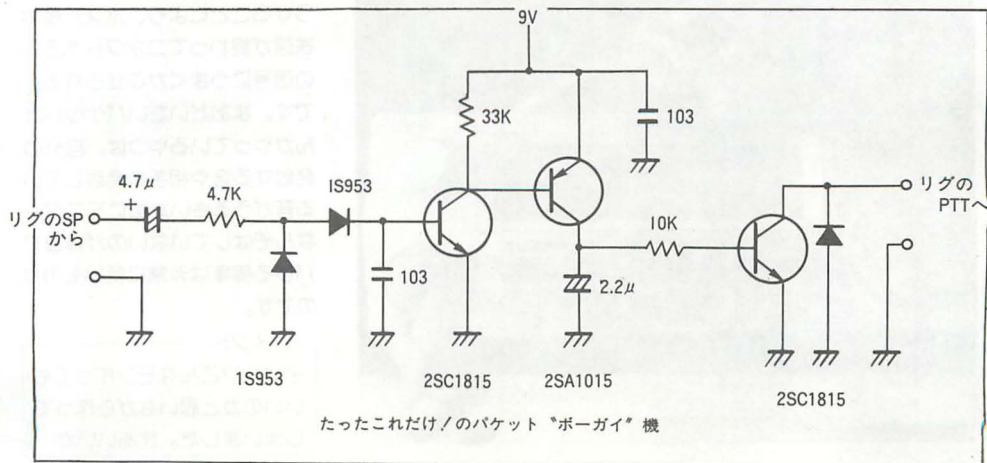 9V
33K
103
4.7μ
+
4.7K
1S953
リグのSP
から
103
10K
2.2μ
リグの
PTTへ
1S953
2SC1815
2SA1015
2SC1815
たったこれだけ!のパケット〝ボーガイ〟機